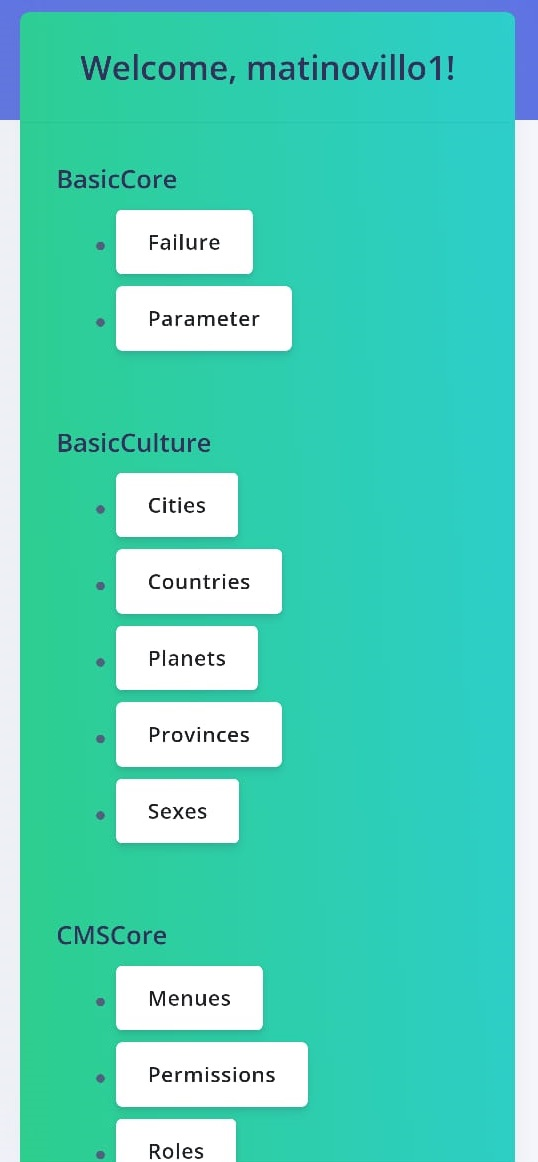 Welcome, matinovillo1!
BasicCore
Failure
Parameter
BasicCulture
Cities
Countries
Planets
Provinces
Sexes
CMSCore
Menues
Permissions
Roles